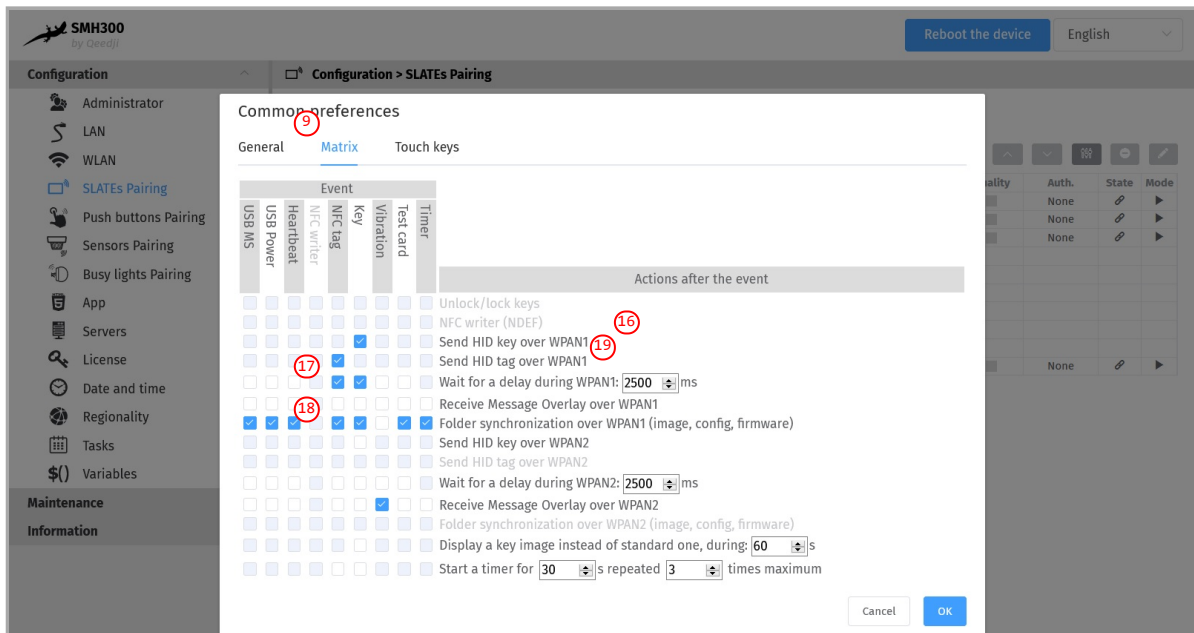 SMH300
by Qeedji
Reboot the device
English
Configuration
Configuration > SLATEs Pairing
Administrator
LAN
WLAN
SLATEs Pairing
Push buttons Pairing
Sensors Pairing
Busy lights Pairing
App
Servers
License
Date and time
Regionality
Tasks
$() Variables
Maintenance
Information
Common preferences
9
General Matrix Touch keys
Event
USB MS
USB Power
Heartbeat
NFC writer
NFC tag
Key
Vibration
Test card
Timer
Actions after the event
Unlock/lock keys
NFC writer (NDEF)
16
Send HID key over WPAN1
19
Send HID tag over WPAN1
17
Wait for a delay during WPAN1: 2500 ms
Receive Message Overlay over WPAN1
18
Folder synchronization over WPAN1 (image, config, firmware)
Send HID key over WPAN2
Send HID tag over WPAN2
Wait for a delay during WPAN2: 2500 ms
Receive Message Overlay over WPAN2
Folder synchronization over WPAN2 (image, config, firmware)
Display a key image instead of standard one, during: 60 s
Start a timer for 30 s repeated 3 times maximum
Cancel OK
ality Auth. State Mode
None
None
None
None